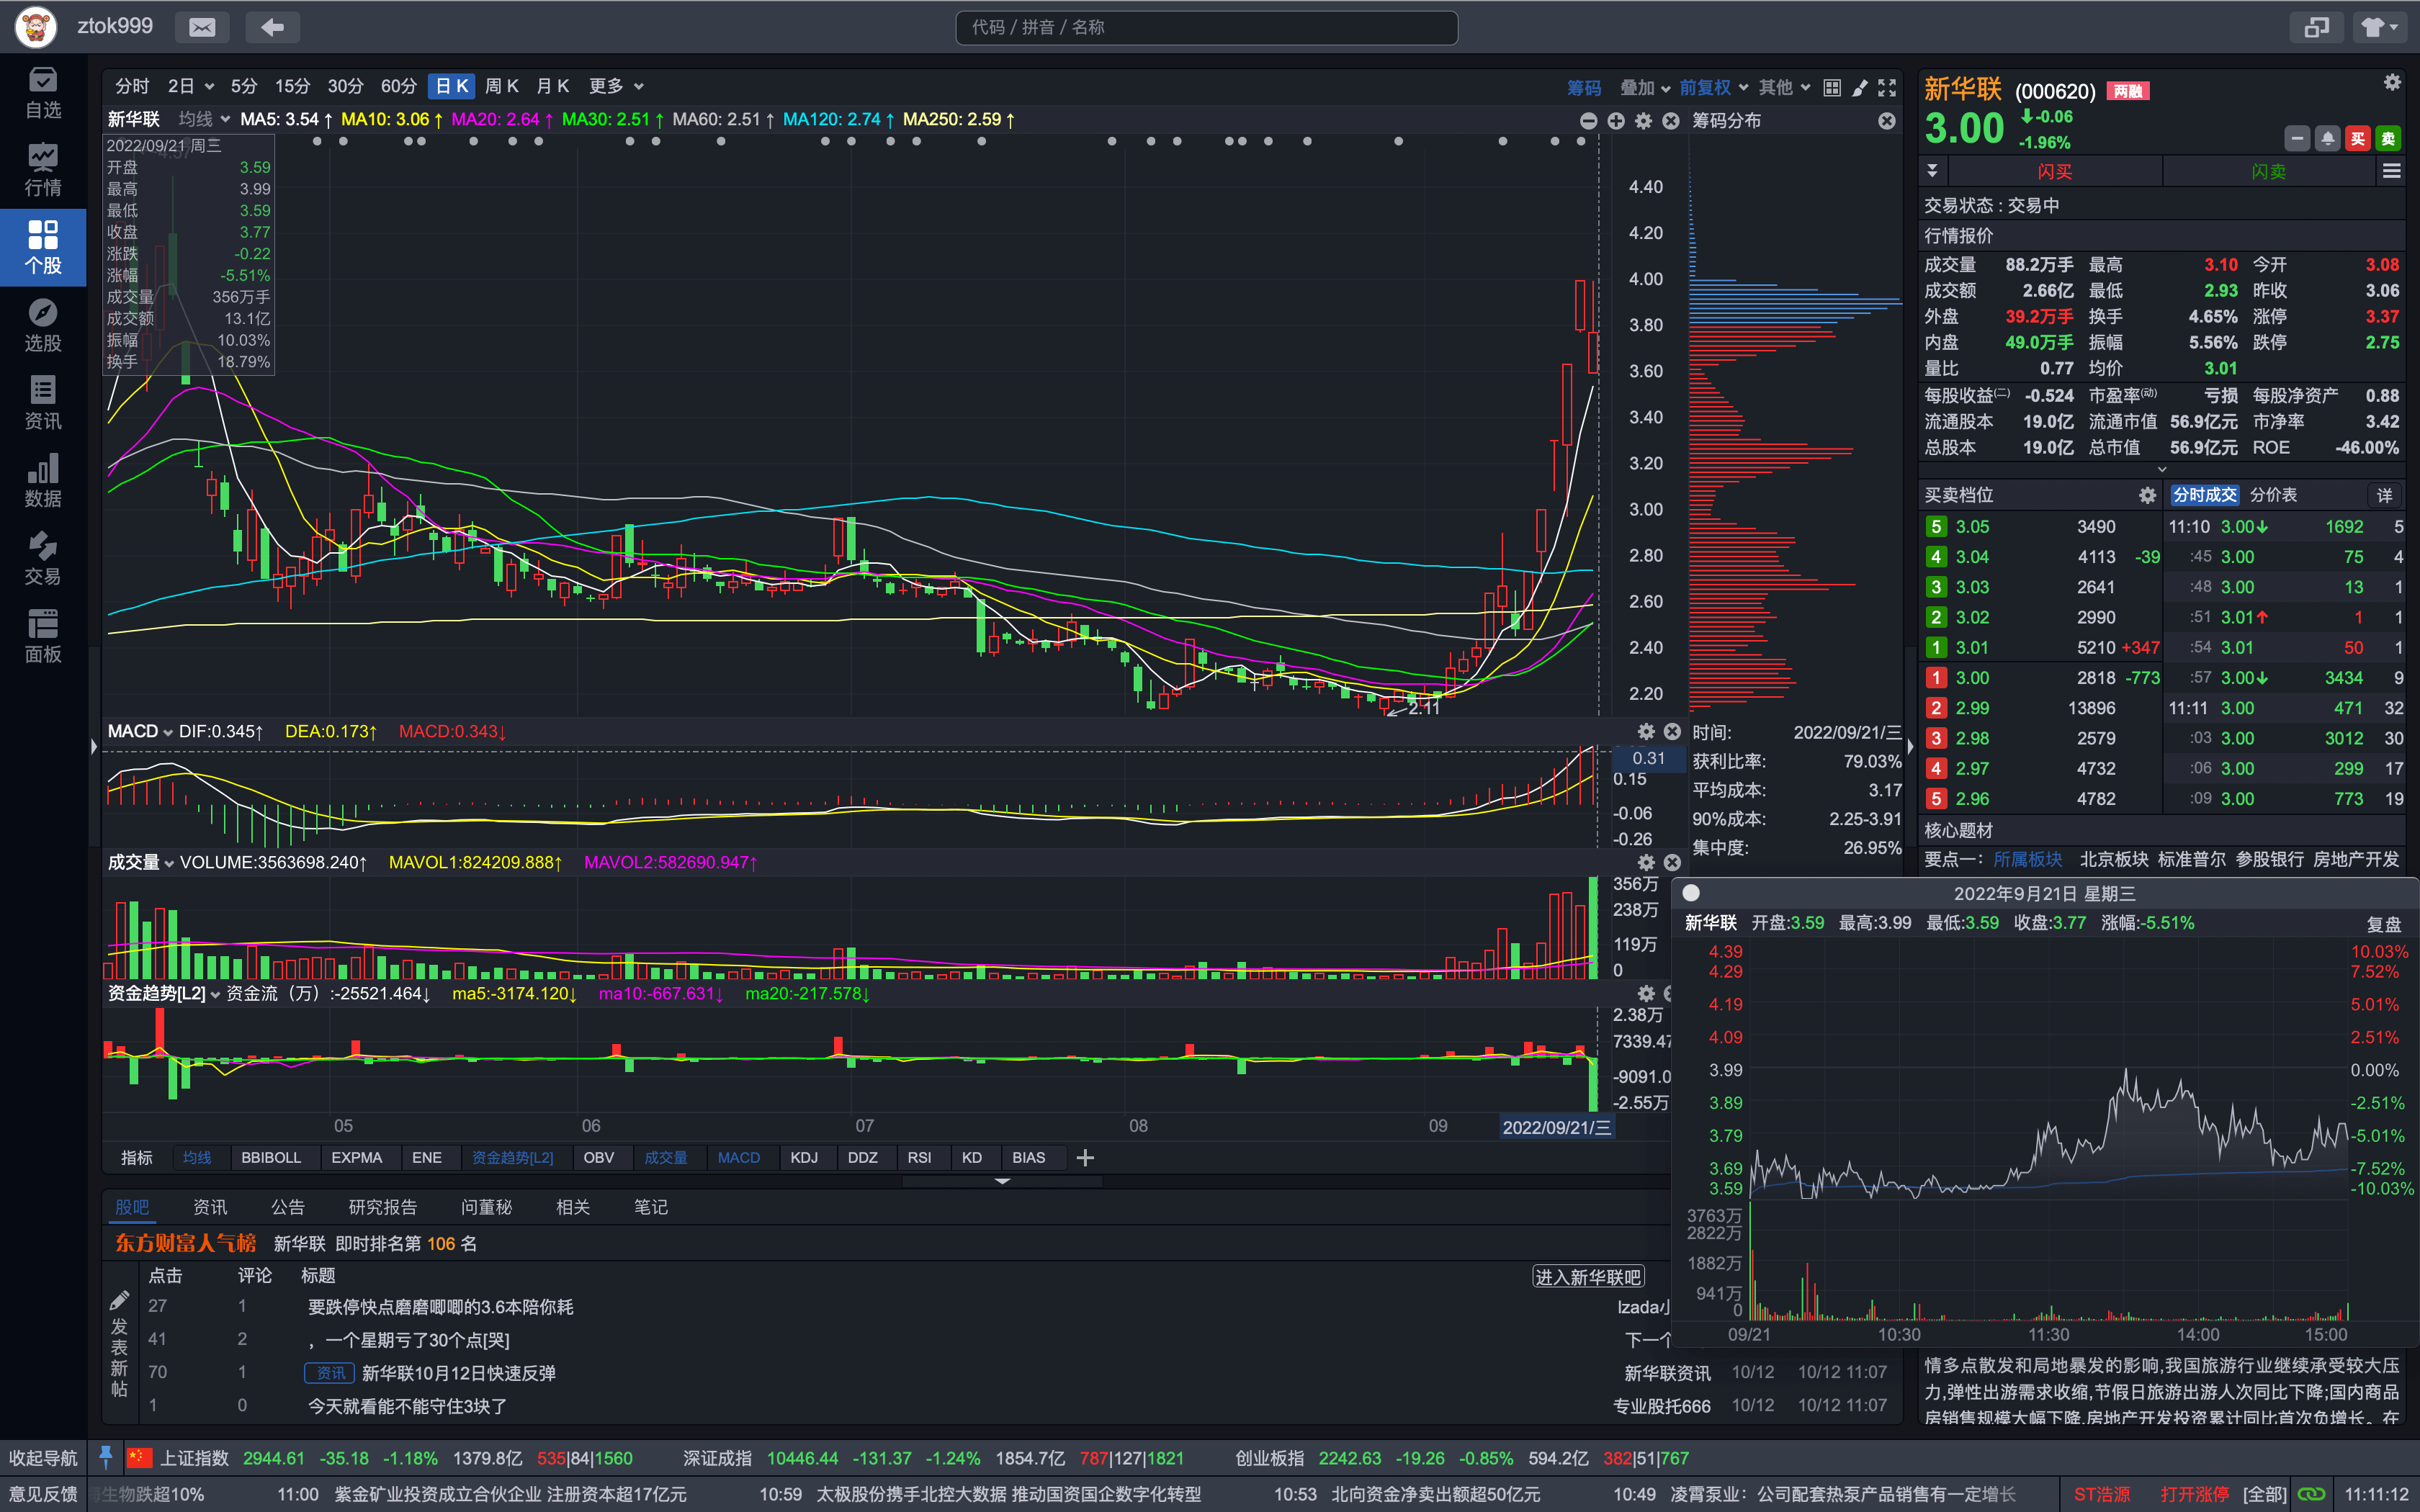 ztok999
代码 / 拼音 / 名称
自选
行情
个股
选股
资讯
数据
交易
面板
分时 2日 5分 15分 30分 60分 日K 周K 月K 更多
筹码 叠加 前复权 其他
新华联 均线 MA5: 3.54↑ MA10: 3.06↑ MA20: 2.64↑ MA30: 2.51↑ MA60: 2.51↑ MA120: 2.74↑ MA250: 2.59↑
筹码分布
2022/09/21 周三
开盘 3.59
最高 3.99
最低 3.59
收盘 3.77
涨跌 -0.22
涨幅 -5.51%
成交量 356万手
成交额 13.1亿
振幅 10.03%
换手 18.79%
4.40
4.20
4.00
3.80
3.60
3.40
3.20
3.00
2.80
2.60
2.40
2.20
2.11
MACD DIF:0.345↑ DEA:0.173↑ MACD:0.343↓
0.31
0.15
-0.06
-0.26
时间: 2022/09/21/三
获利比率: 79.03%
平均成本: 3.17
90%成本: 2.25-3.91
集中度: 26.95%
成交量 VOLUME:3563698.240↑ MAVOL1:824209.888↑ MAVOL2:582690.947↑
356万
238万
119万
0
资金趋势[L2] 资金流（万）:-25521.464↓ ma5:-3174.120↓ ma10:-667.631↓ ma20:-217.578↓
2.38万
7339.47
-9091.0
-2.55万
05 06 07 08 09 2022/09/21/三
指标 均线 BBIBOLL EXPMA ENE 资金趋势[L2] OBV 成交量 MACD KDJ DDZ RSI KD BIAS
股吧 资讯 公告 研究报告 问董秘 相关 笔记
东方财富人气榜 新华联 即时排名第 106 名
点击 评论 标题 进入新华联吧
发表新帖
27 1 要跌停快点磨磨唧唧的3.6本陪你耗 lzada小
41 2 ，一个星期亏了30个点[哭] 下一个
70 1 资讯 新华联10月12日快速反弹 新华联资讯 10/12 10/12 11:07
1 0 今天就看能不能守住3块了 专业股托666 10/12 10/12 11:07
新华联 (000620) 两融
3.00 -0.06
-1.96%
买 卖
闪买 闪卖
交易状态 : 交易中
行情报价
成交量 88.2万手 最高 3.10 今开 3.08
成交额 2.66亿 最低 2.93 昨收 3.06
外盘 39.2万手 换手 4.65% 涨停 3.37
内盘 49.0万手 振幅 5.56% 跌停 2.75
量比 0.77 均价 3.01
每股收益(二) -0.524 市盈率(动) 亏损 每股净资产 0.88
流通股本 19.0亿 流通市值 56.9亿元 市净率 3.42
总股本 19.0亿 总市值 56.9亿元 ROE -46.00%
买卖档位 分时成交 分价表 详
5 3.05 3490 11:10 3.00↓ 1692 5
4 3.04 4113 -39 :45 3.00 75 4
3 3.03 2641 :48 3.00 13 1
2 3.02 2990 :51 3.01↑ 1 1
1 3.01 5210 +347 :54 3.01 50 1
1 3.00 2818 -773 :57 3.00↓ 3434 9
2 2.99 13896 11:11 3.00 471 32
3 2.98 2579 :03 3.00 3012 30
4 2.97 4732 :06 3.00 299 17
5 2.96 4782 :09 3.00 773 19
核心题材
要点一: 所属板块 北京板块 标准普尔 参股银行 房地产开发
2022年9月21日 星期三
新华联 开盘:3.59 最高:3.99 最低:3.59 收盘:3.77 涨幅:-5.51% 复盘
4.39 10.03%
4.29 7.52%
4.19 5.01%
4.09 2.51%
3.99 0.00%
3.89 -2.51%
3.79 -5.01%
3.69 -7.52%
3.59 -10.03%
3763万
2822万
1882万
941万
0
09/21 10:30 11:30 14:00 15:00
情多点散发和局地暴发的影响,我国旅游行业继续承受较大压
力,弹性出游需求收缩,节假日旅游出游人次同比下降;国内商品
房销售规模大幅下降,房地产开发投资累计同比首次负增长。在
收起导航 上证指数 2944.61 -35.18 -1.18% 1379.8亿 535|84|1560 深证成指 10446.44 -131.37 -1.24% 1854.7亿 787|127|1821 创业板指 2242.63 -19.26 -0.85% 594.2亿 382|51|767
意见反馈 生物跌超10% 11:00 紫金矿业投资成立合伙企业 注册资本超17亿元 10:59 太极股份携手北控大数据 推动国资国企数字化转型 10:53 北向资金净卖出额超50亿元 10:49 凌霄泵业：公司配套热泵产品销售有一定增长 ST浩源 打开涨停 [全部] 11:11:12